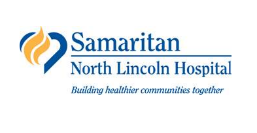 Samaritan
North Lincoln Hospital
Building healthier communities together